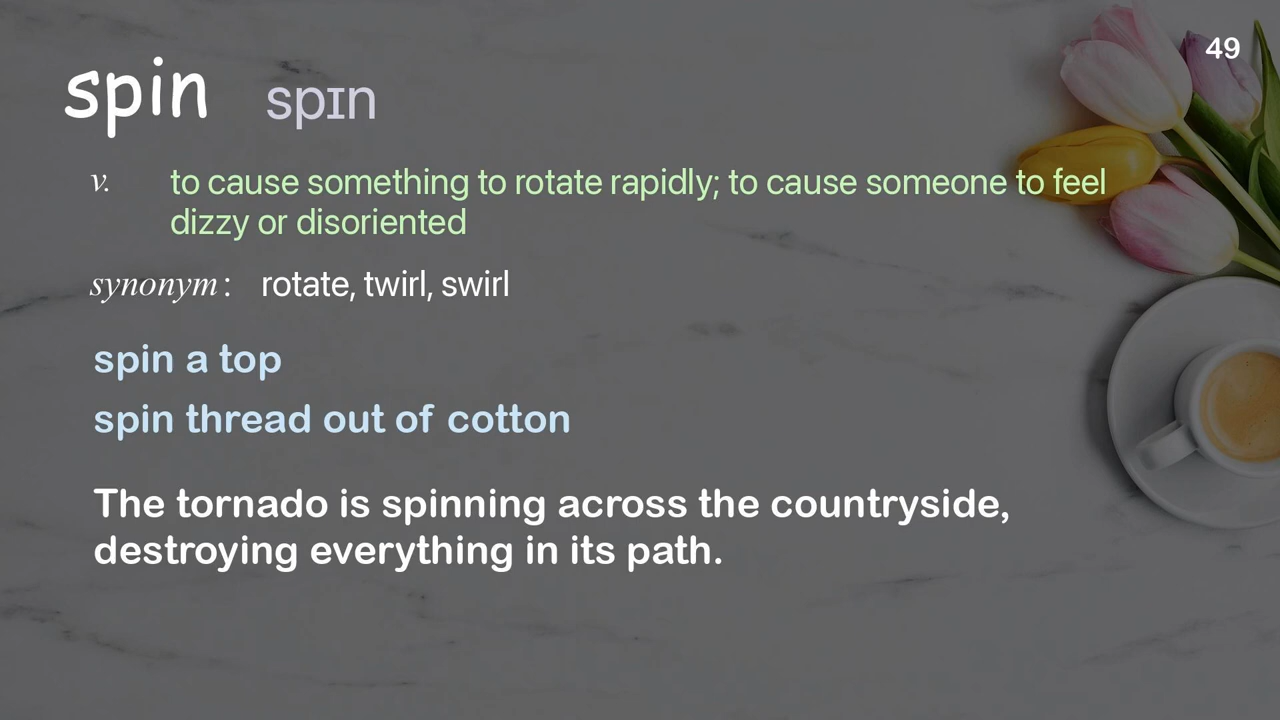 49
spin spɪn
v. to cause something to rotate rapidly; to cause someone to feel
dizzy or disoriented
synonym: rotate, twirl, swirl
spin a top
spin thread out of cotton
The tornado is spinning across the countryside,
destroying everything in its path.